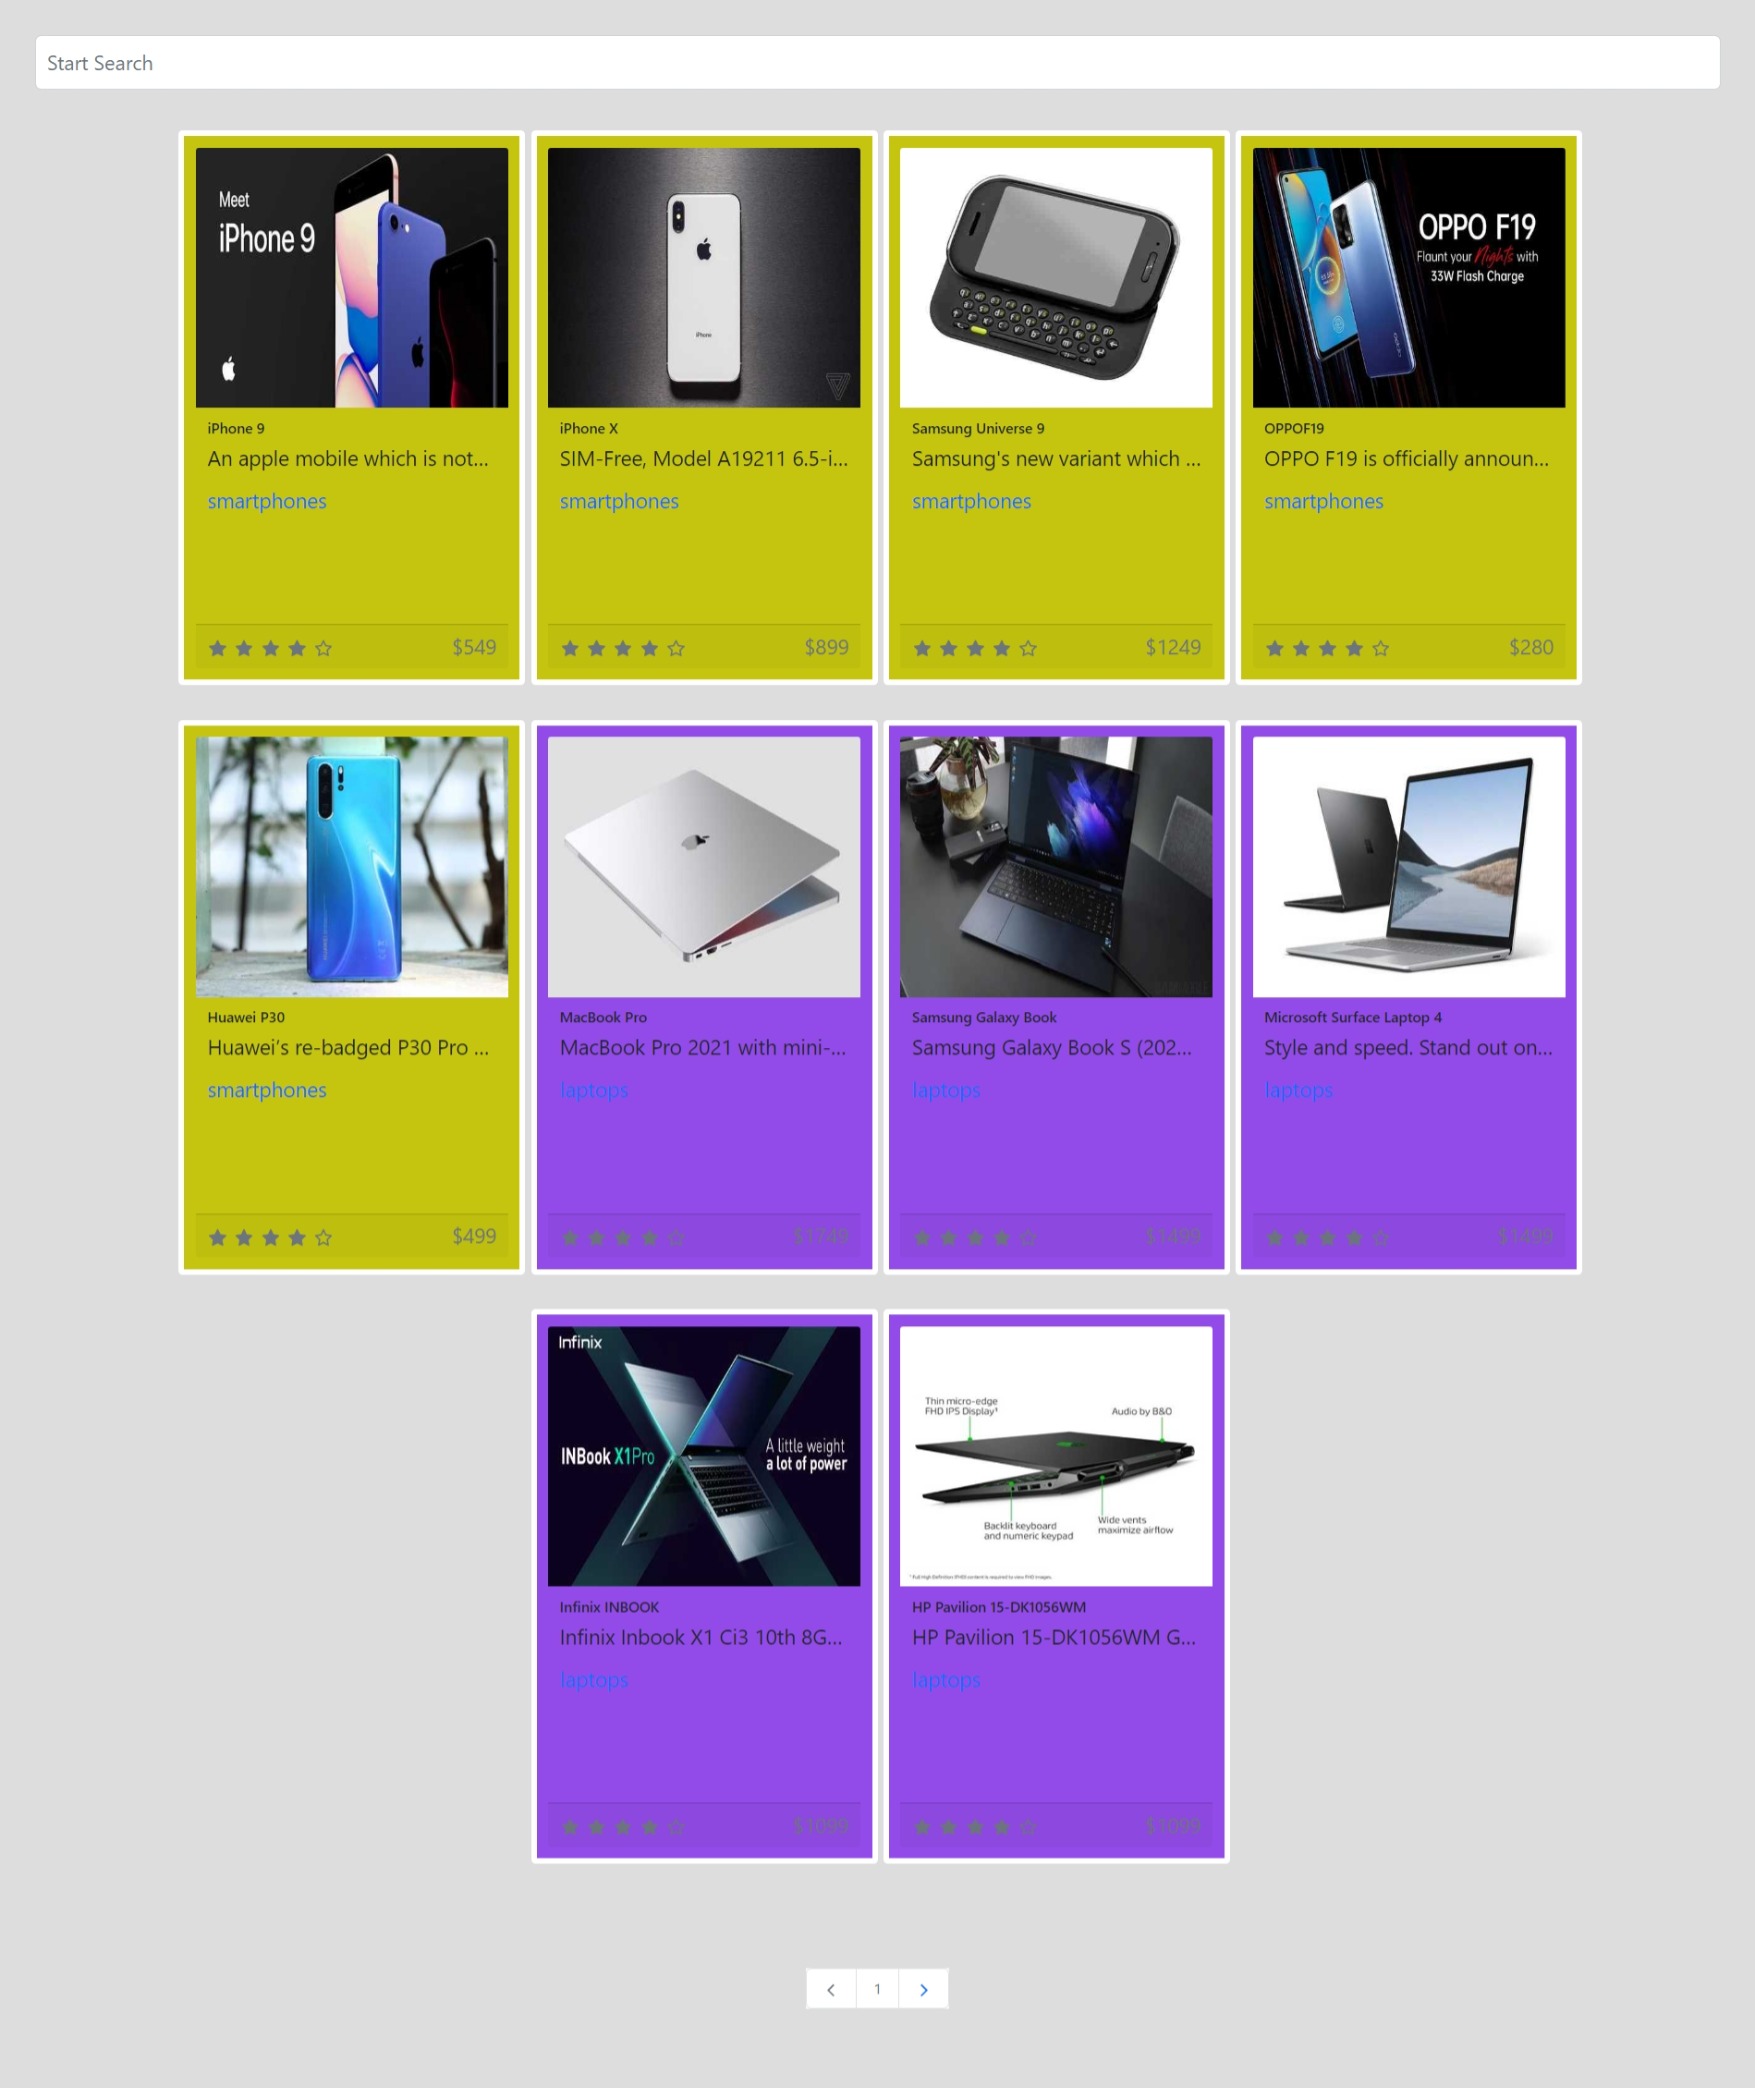 Start Search
Meet
iPhone 9
iPhone
OPPO F19
Flaunt your Nights with
33W Flash Charge
iPhone 9
An apple mobile which is not...
smartphones
$549
iPhone X
SIM-Free, Model A19211 6.5-i...
smartphones
$899
Samsung Universe 9
Samsung's new variant which ...
smartphones
$1249
OPPOF19
OPPO F19 is officially announ...
smartphones
$280
Huawei P30
Huawei’s re-badged P30 Pro ...
smartphones
$499
MacBook Pro
MacBook Pro 2021 with mini-...
laptops
$1749
Samsung Galaxy Book
Samsung Galaxy Book S (202...
laptops
$1499
Microsoft Surface Laptop 4
Style and speed. Stand out on...
laptops
$1499
Infinix
INBook X1Pro
A little weight
a lot of power
Infinix INBOOK
Infinix Inbook X1 Ci3 10th 8G...
laptops
$1099
Thin micro-edge
FHD IPS Display¹
Audio by B&O
Backlit keyboard
and numeric keypad
Wide vents
maximize airflow
HP Pavilion 15-DK1056WM
HP Pavilion 15-DK1056WM G...
laptops
$1099
1